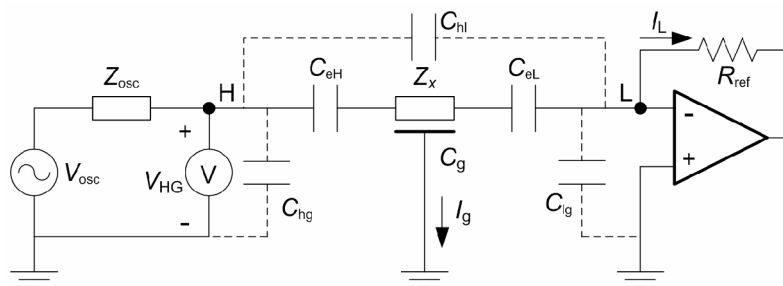 C_hl
I_L
Z_osc
H
C_eH
Z_x
C_eL
L
R_ref
+
-
V_osc
V_HG
V
C_hg
C_g
C_lg
+
-
I_g